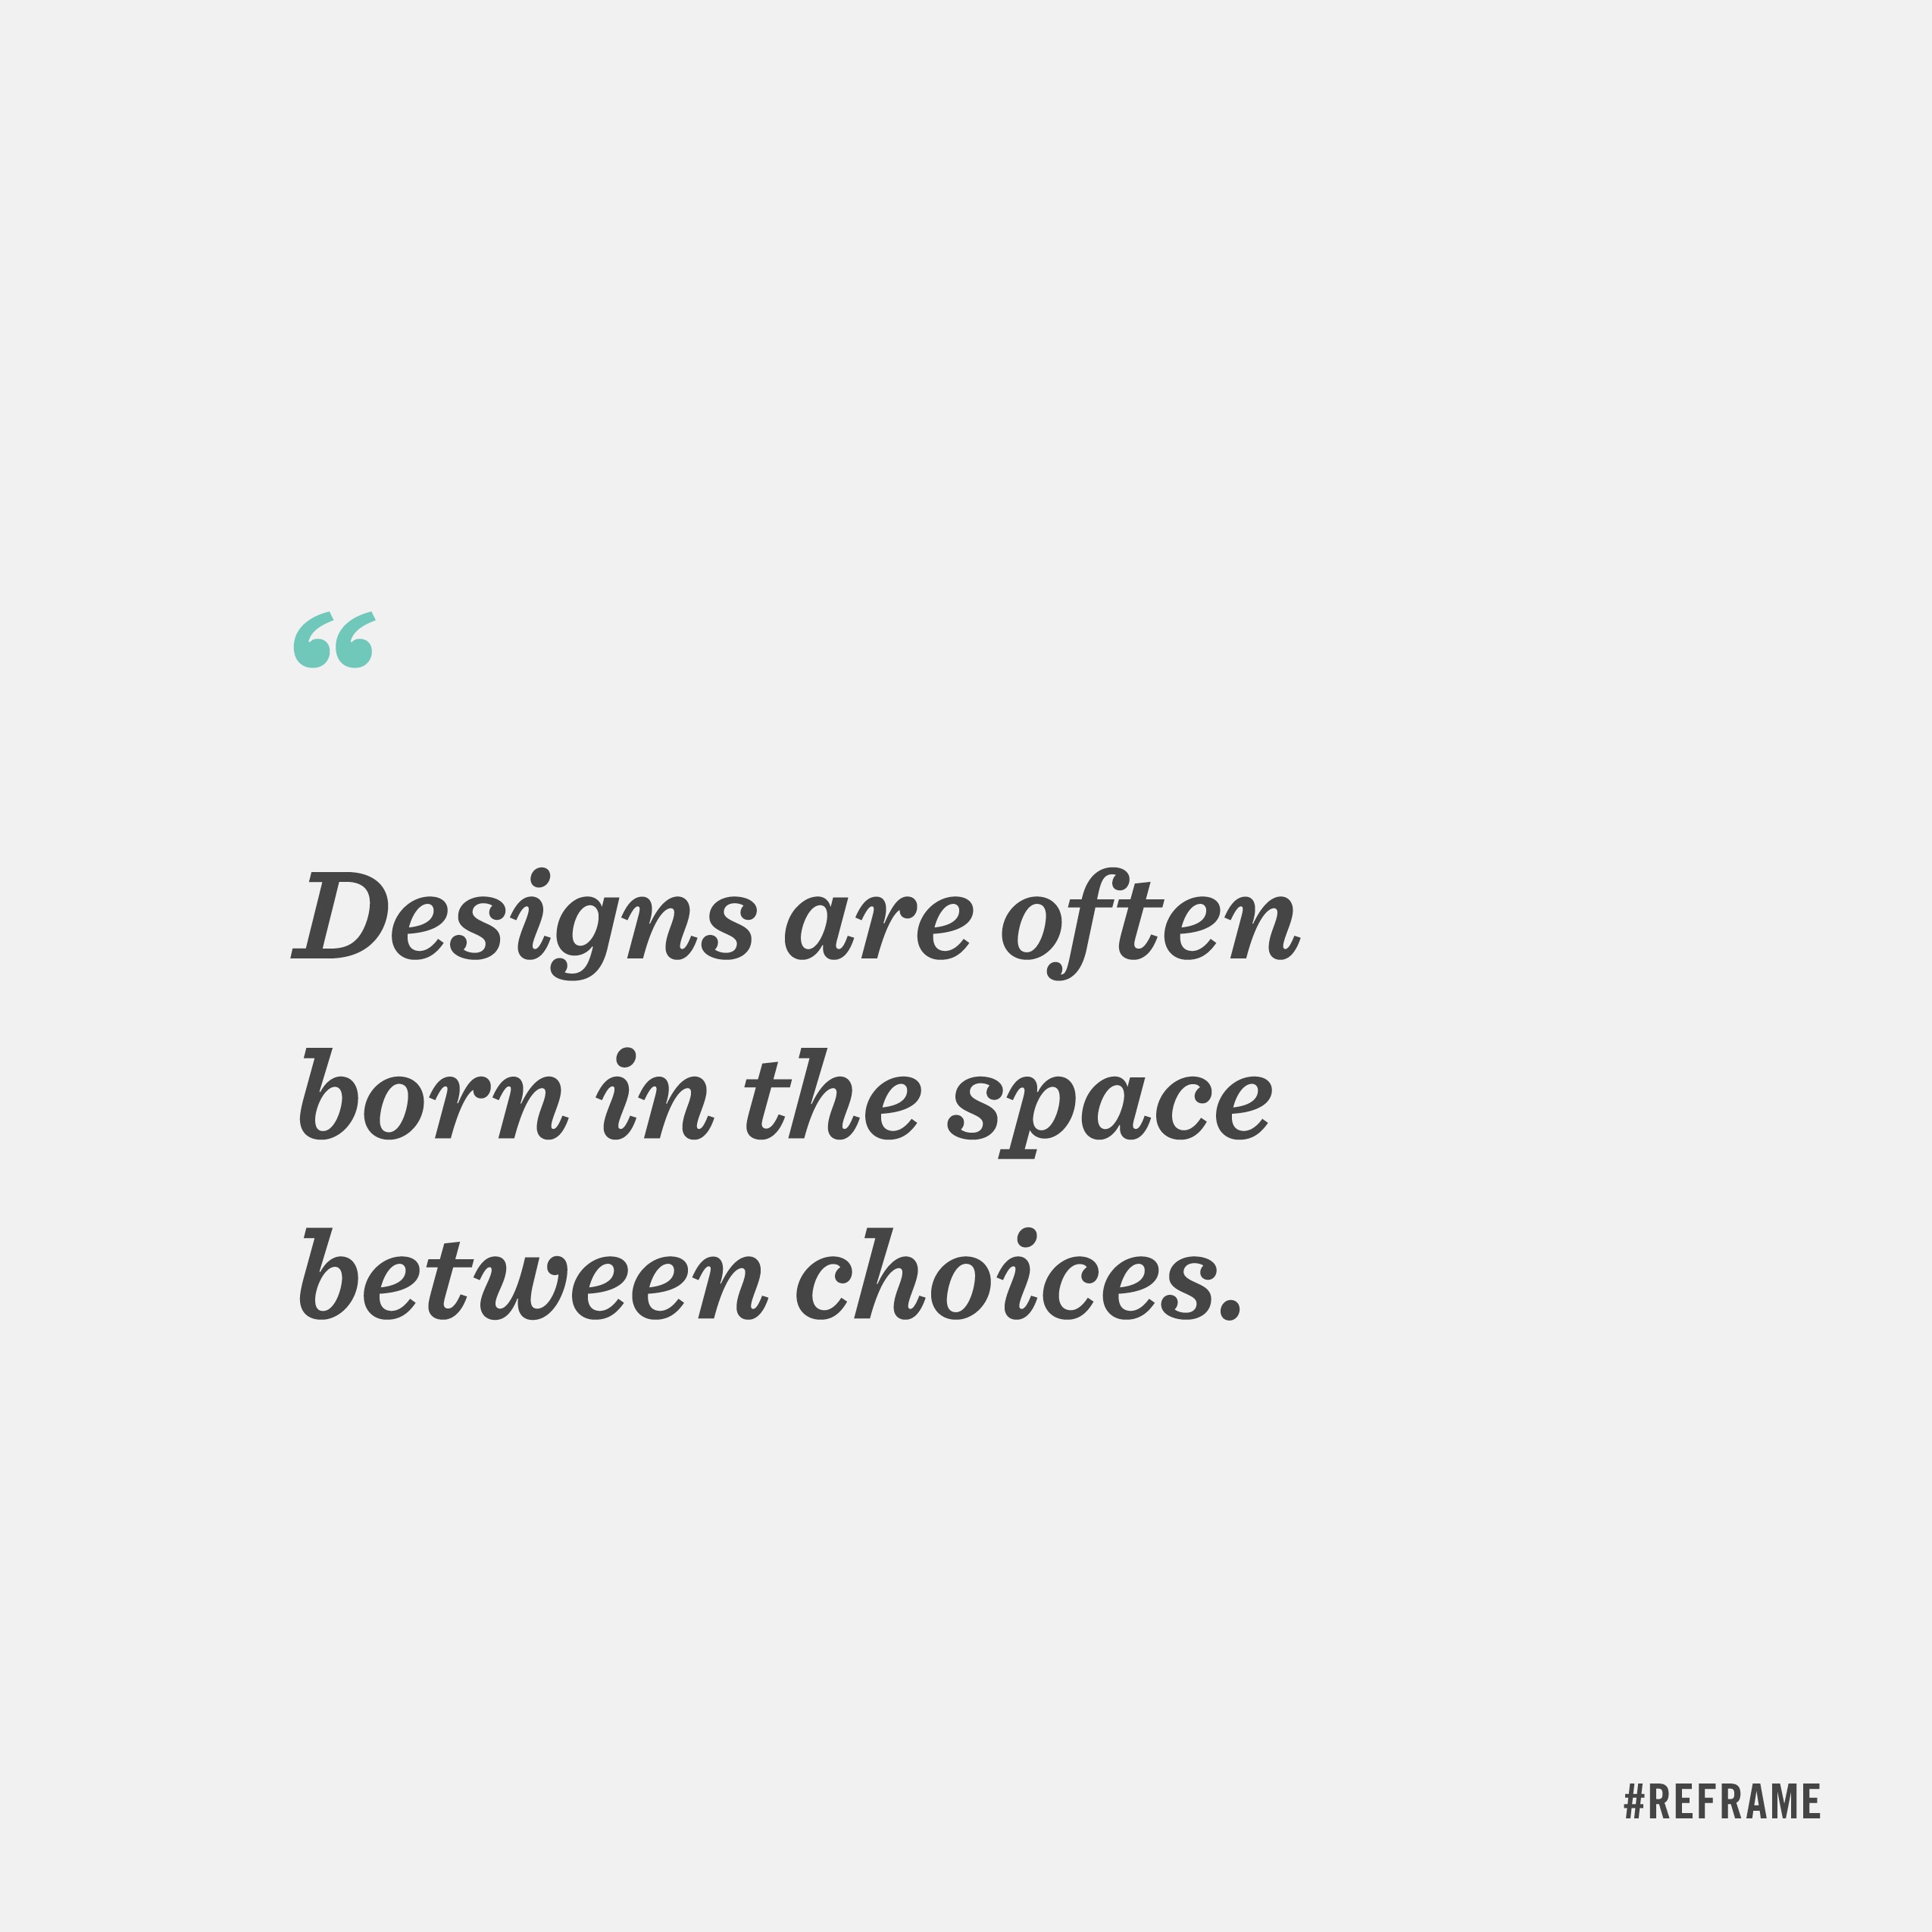 “
Designs are often
born in the space
between choices.
#REFRAME